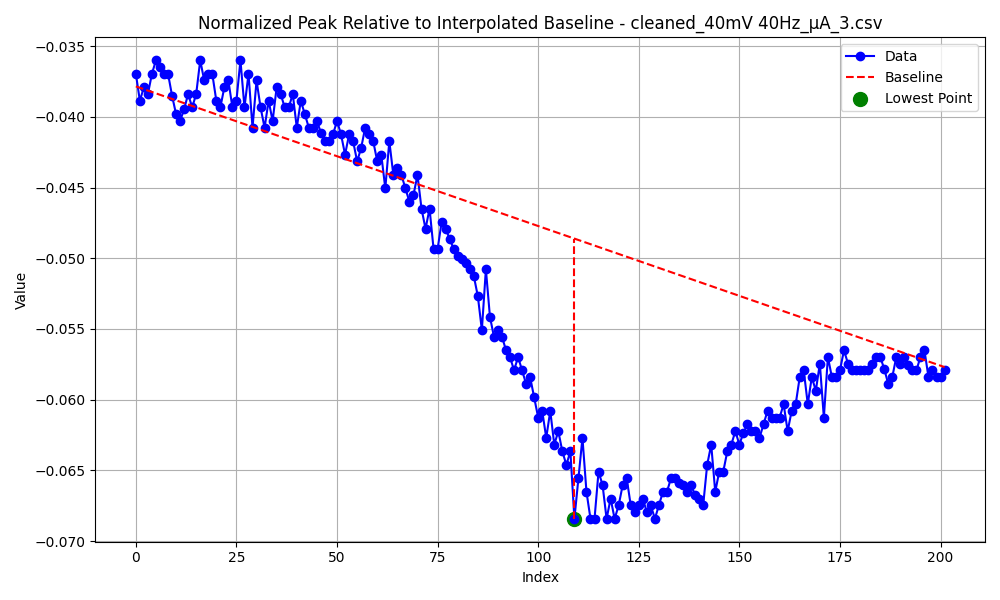 Normalized Peak Relative to Interpolated Baseline - cleaned_40mV 40Hz_μA_3.csv
Data
Baseline
Lowest Point
−0.035
−0.040
−0.045
−0.050
−0.055
−0.060
−0.065
−0.070
Value
0
25
50
75
100
125
150
175
200
Index